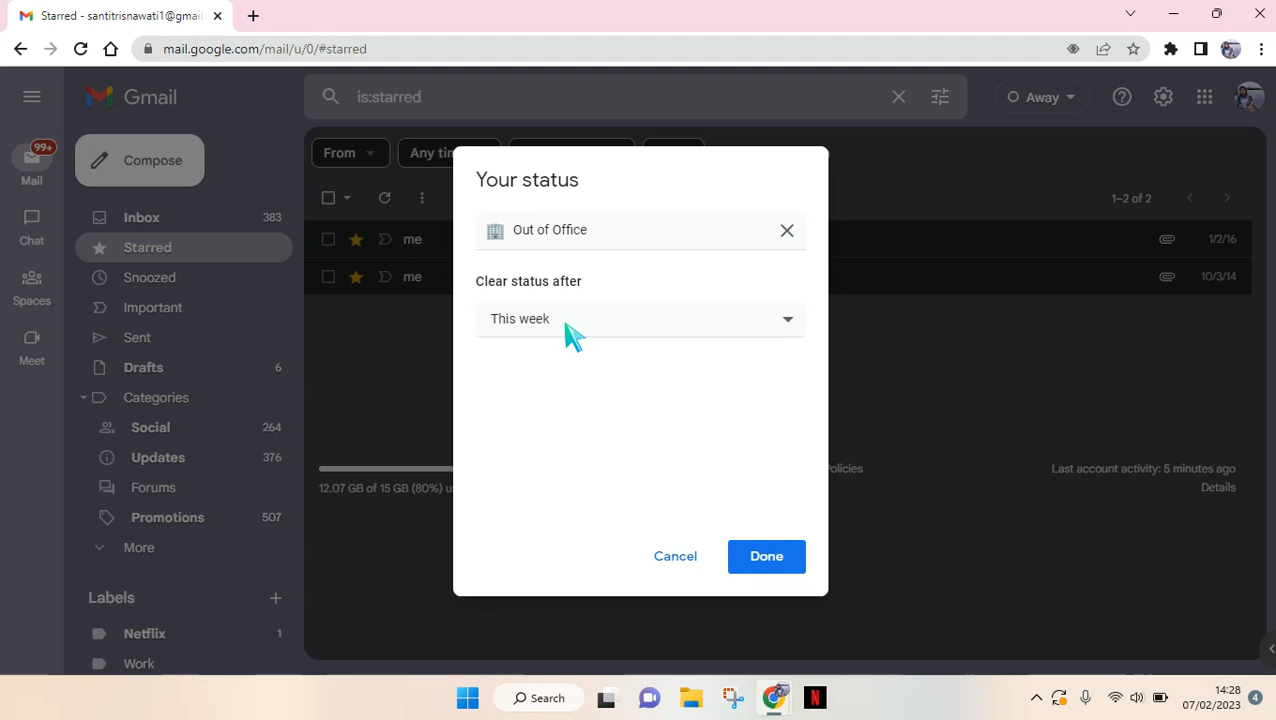 Starred - santitrisnawati1@gmail.
mail.google.com/mail/u/0/#starred
Gmail
is:starred
Away
99+
Mail
Chat
Spaces
Meet
Compose
Inbox 383
Starred
Snoozed
Important
Sent
Drafts 6
Categories
Social 264
Updates 376
Forums
Promotions 507
More
Labels
Netflix 1
Work
From
Any tim
1–2 of 2
me 1/2/16
me 10/3/14
12.07 GB of 15 GB (80%) u
Policies
Last account activity: 5 minutes ago
Details
Your status
Out of Office
Clear status after
This week
Cancel
Done
Search
N
14:28
07/02/2023
4